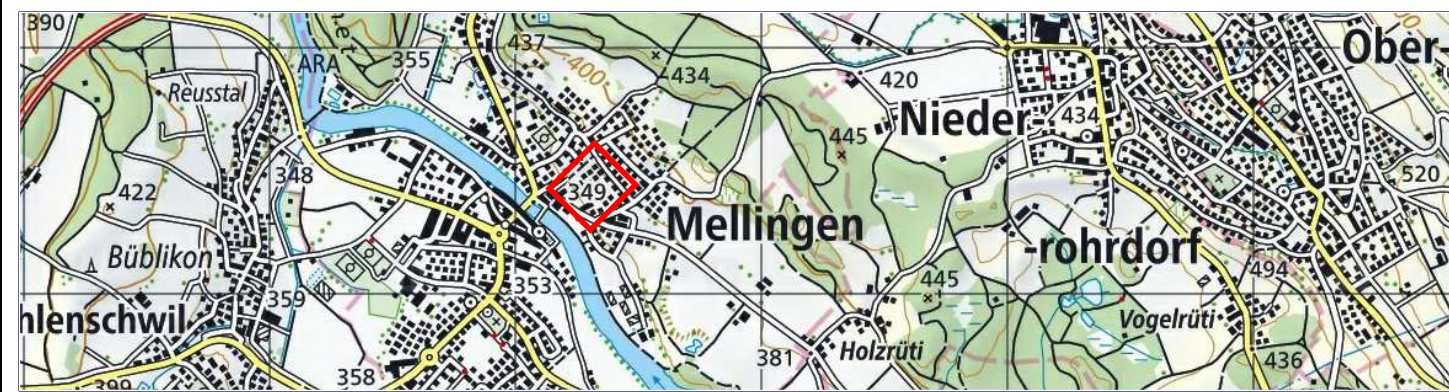 390
437
Ober-
355
ARA
434
420
Reusstal
Nieder-
434
445
348
349
520
422
Mellingen
-rohrdorf
Büblikon
494
353
445
359
hlenschwil
Vogelrüti
Holzrüti
381
436
358
399